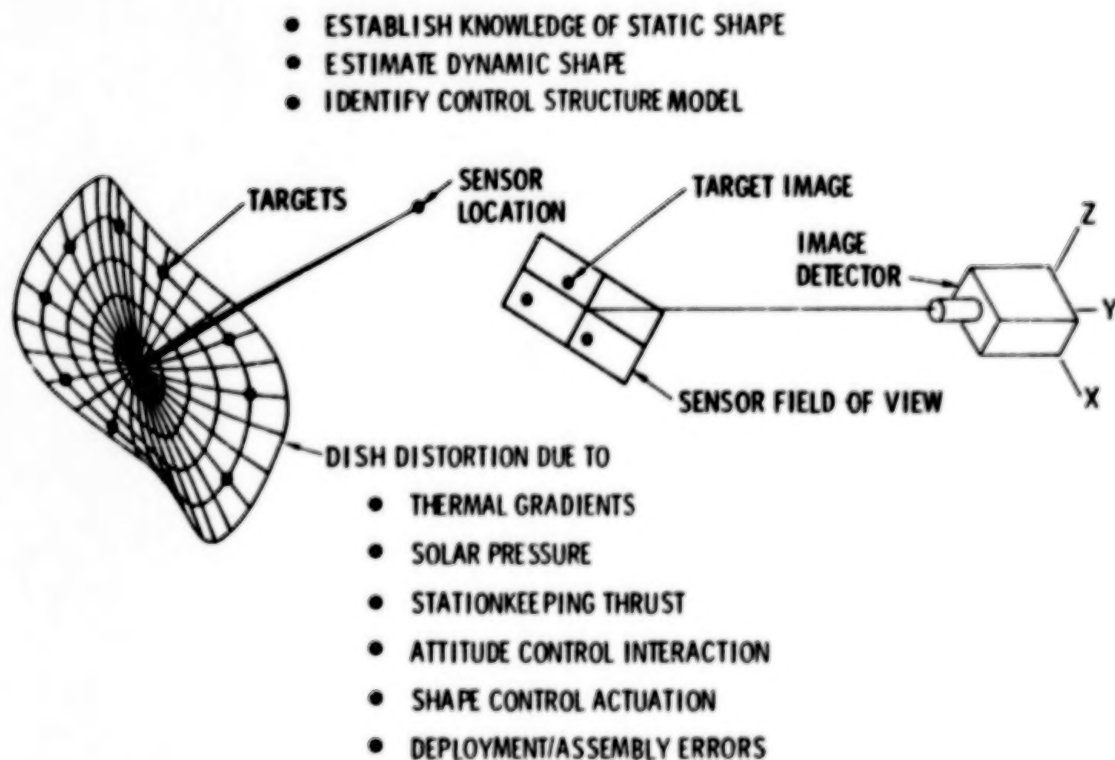 • ESTABLISH KNOWLEDGE OF STATIC SHAPE
• ESTIMATE DYNAMIC SHAPE
• IDENTIFY CONTROL STRUCTURE MODEL
TARGETS
SENSOR
LOCATION
TARGET IMAGE
IMAGE
DETECTOR
Z
Y
X
SENSOR FIELD OF VIEW
DISH DISTORTION DUE TO
• THERMAL GRADIENTS
• SOLAR PRESSURE
• STATIONKEEPING THRUST
• ATTITUDE CONTROL INTERACTION
• SHAPE CONTROL ACTUATION
• DEPLOYMENT/ASSEMBLY ERRORS